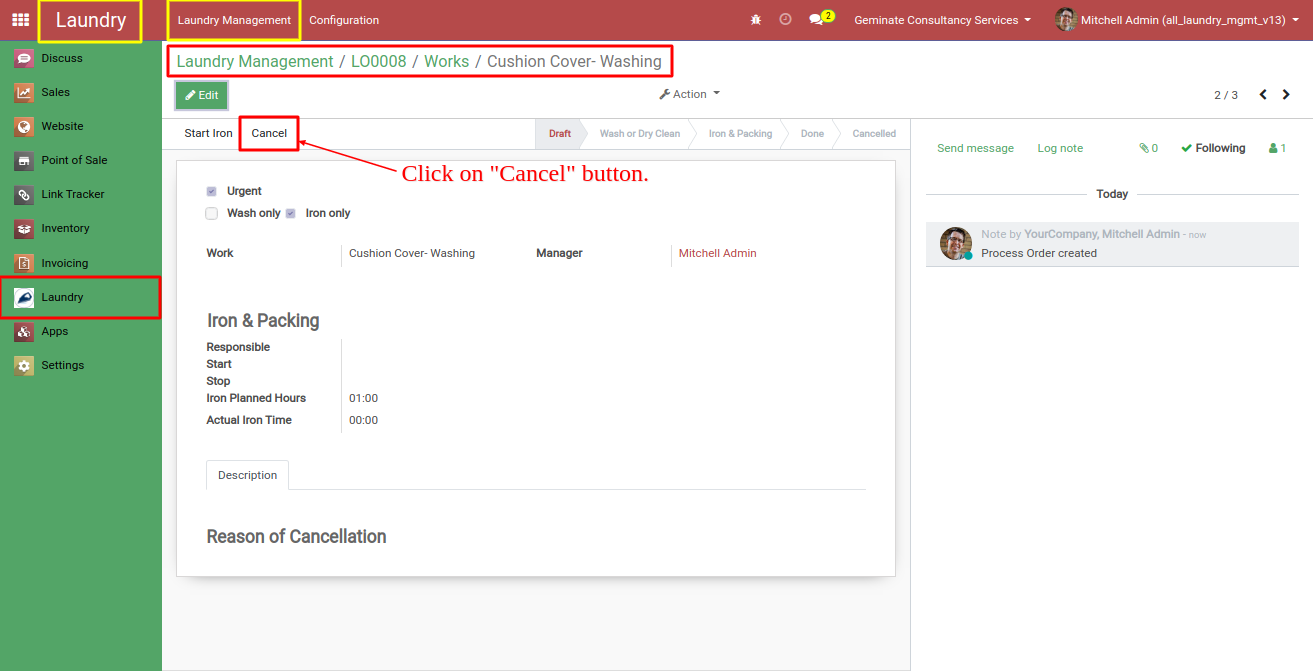 Laundry Laundry Management Configuration 2 Geminate Consultancy Services Mitchell Admin (all_laundry_mgmt_v13)
Discuss
Sales
Website
Point of Sale
Link Tracker
Inventory
Invoicing
Laundry
Apps
Settings
Laundry Management / LO0008 / Works / Cushion Cover- Washing
Edit Action 2 / 3
Start Iron Cancel Draft Wash or Dry Clean Iron & Packing Done Cancelled
Click on "Cancel" button.
Urgent
Wash only Iron only
Work Cushion Cover- Washing Manager Mitchell Admin
Iron & Packing
Responsible
Start
Stop
Iron Planned Hours 01:00
Actual Iron Time 00:00
Description
Reason of Cancellation
Send message Log note 0 Following 1
Today
Note by YourCompany, Mitchell Admin - now
Process Order created